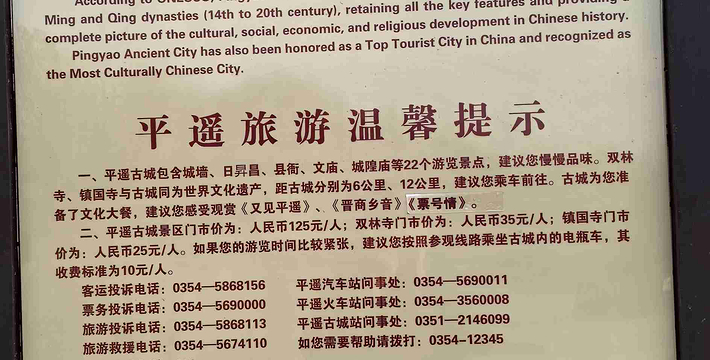 Ming and Qing dynasties (14th to 20th century), retaining all the key features and providing a
complete picture of the cultural, social, economic, and religious development in Chinese history.
Pingyao Ancient City has also been honored as a Top Tourist City in China and recognized as
the Most Culturally Chinese City.
平遥旅游温馨提示
一、平遥古城包含城墙、日昇昌、县衙、文庙、城隍庙等22个游览景点，建议您慢慢品味。双林
寺、镇国寺与古城同为世界文化遗产，距古城分别为6公里、12公里，建议您乘车前往。古城为您准
备了文化大餐，建议您感受观赏《又见平遥》、《晋商乡音》《票号情》。
二、平遥古城景区门市价为：人民币125元/人；双林寺门市价为：人民币35元/人；镇国寺门市
价为：人民币25元/人。如果您的游览时间比较紧张，建议您按照参观线路乘坐古城内的电瓶车，其
收费标准为10元/人。
客运投诉电话：0354—5868156 平遥汽车站问事处：0354—5690011
票务投诉电话：0354—5690000 平遥火车站问事处：0354—3560008
旅游投诉电话：0354—5868113 平遥古城站问事处：0351—2146099
旅游救援电话：0354—5674110 如您需要帮助请拨打：0354-12345